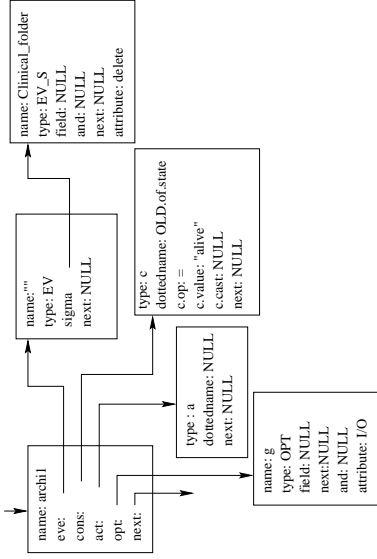 name: archil
eve:
cons:
act:
opt:
next:
name:""
type: EV
sigma
next: NULL
name: Clinical_folder
type: EV_S
field: NULL
and: NULL
next: NULL
attribute: delete
type: c
dottedname: OLD.of.state
c.op: =
c.value: "alive"
c.cast: NULL
next: NULL
type : a
dottedname: NULL
next: NULL
name: g
type: OPT
field: NULL
next:NULL
and: NULL
attribute: I/O